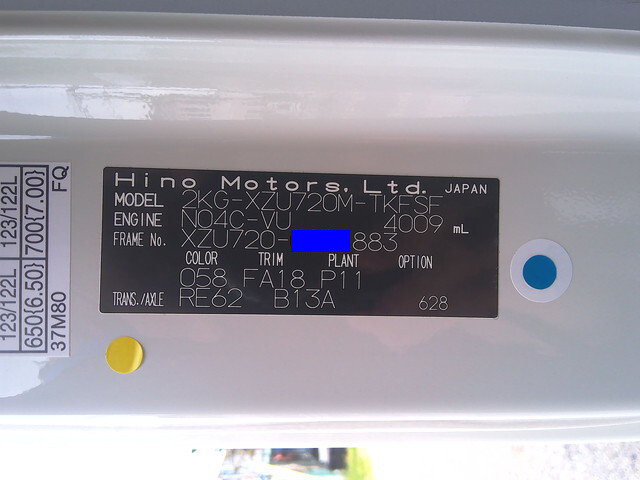 Hino Motors, Ltd. JAPAN
MODEL 2KG-XZU720M-TKFSF
ENGINE N04C-VU 4009 mL
FRAME No. XZU720- 883
COLOR TRIM PLANT OPTION
058 FA18 P11
TRANS./AXLE RE62 B13A 628
123/122L 123/122L
650{6.50} 700{7.00}
37M80 FQ